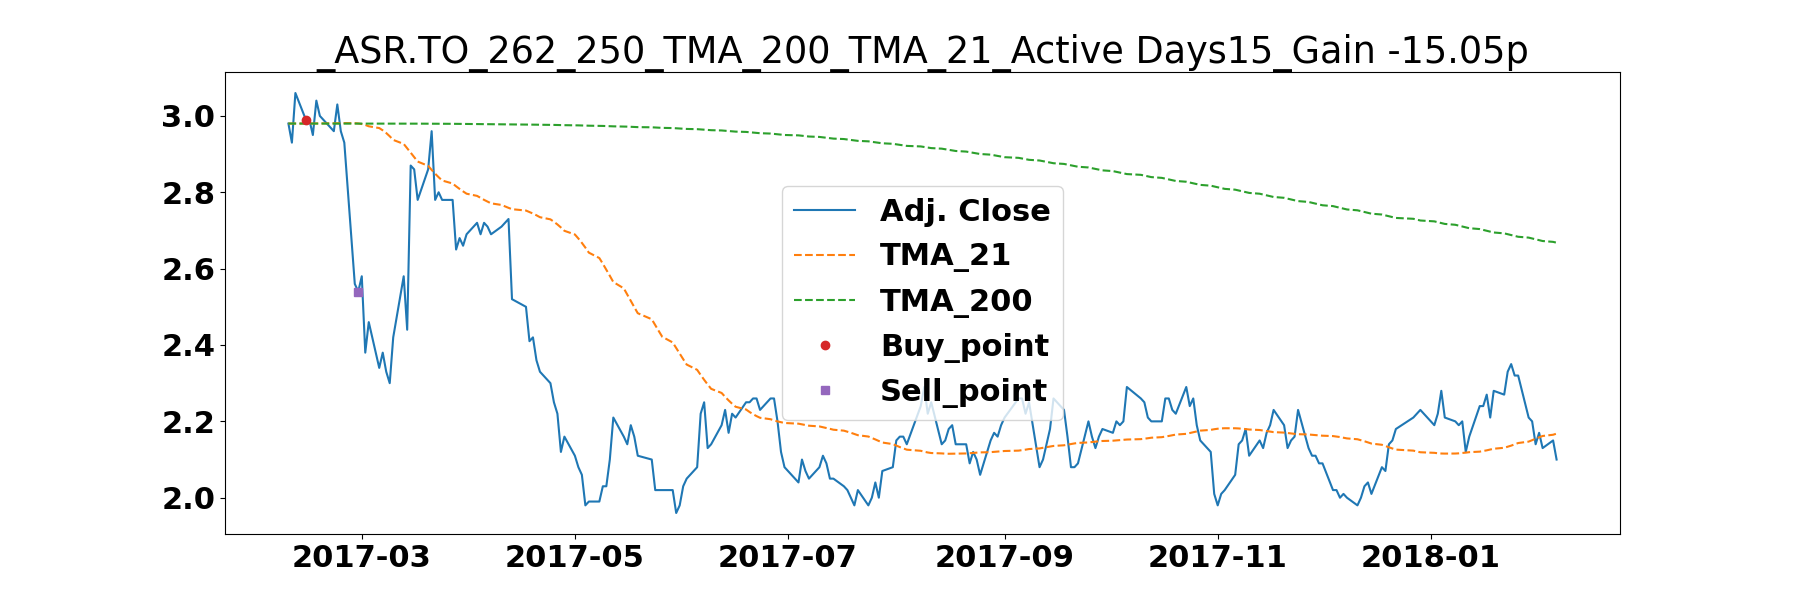 _ASR.TO_262_250_TMA_200_TMA_21_Active Days15_Gain -15.05p
3.0
2.8
2.6
2.4
2.2
2.0
Adj. Close
TMA_21
TMA_200
Buy_point
Sell_point
2017-03
2017-05
2017-07
2017-09
2017-11
2018-01